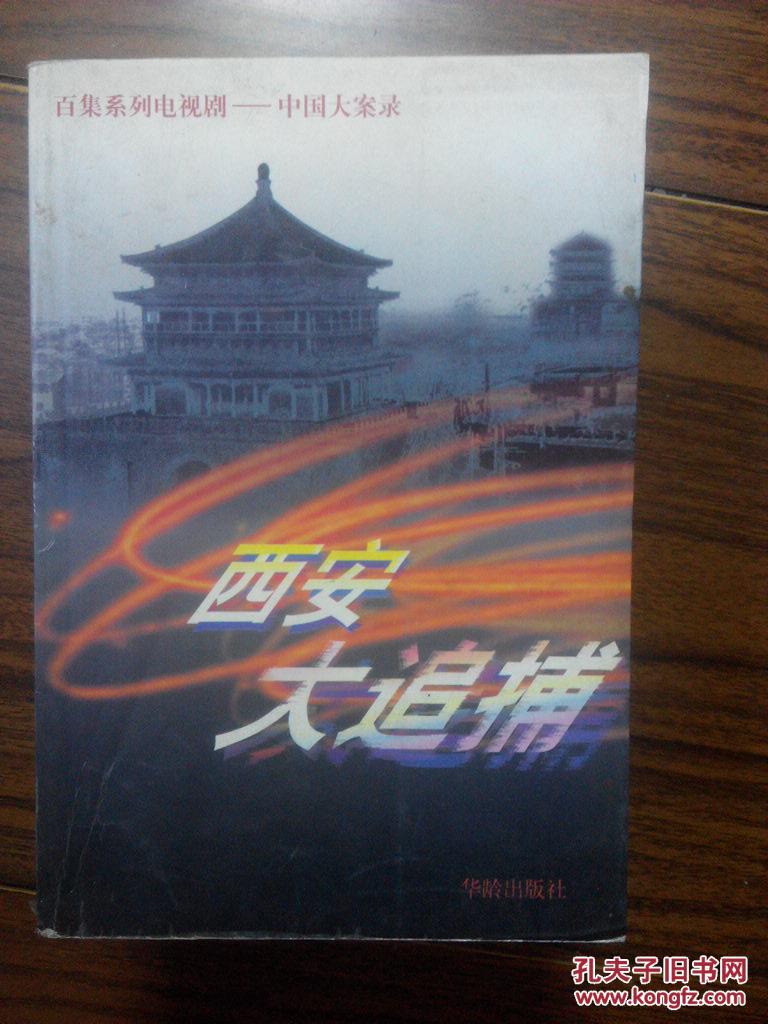 百集系列电视剧——中国大案录
西安
大追捕
华龄出版社
孔夫子旧书网
www.kongfz.com